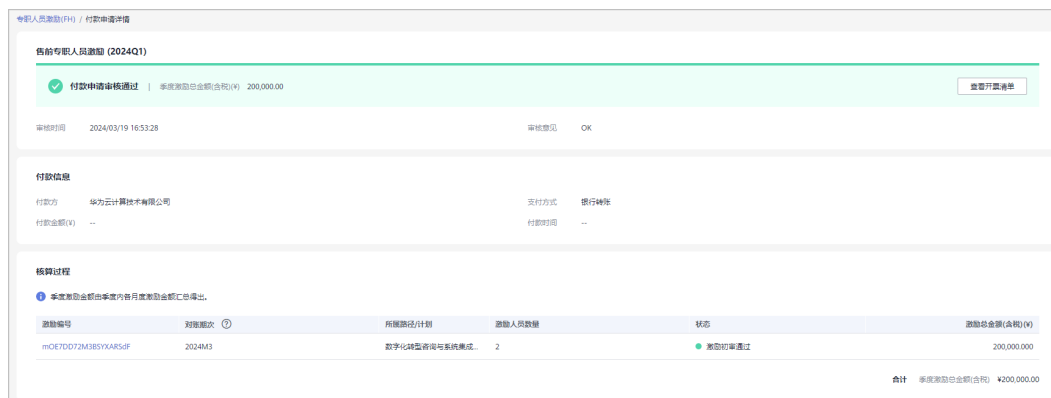 专职人员激励(FH) / 付款申请详情
售前专职人员激励 (2024Q1)
付款申请审核通过 | 季度激励总金额(含税)(¥) 200,000.00 查看开票清单
审核时间 2024/03/19 16:53:28 审核意见 OK
付款信息
付款方 华为云计算技术有限公司 支付方式 银行转账
付款金额(¥) -- 付款时间 --
核算过程
季度激励金额由季度内各月度激励金额汇总得出。
激励编号 对账期次 ? 所属路径/计划 激励人员数量 状态 激励总金额(含税)(¥)
mOE7DD72M3BSYXAR5dF 2024M3 数字化转型咨询与系统集成... 2 激励初审通过 200,000.000
合计 季度激励总金额(含税) ¥200,000.00